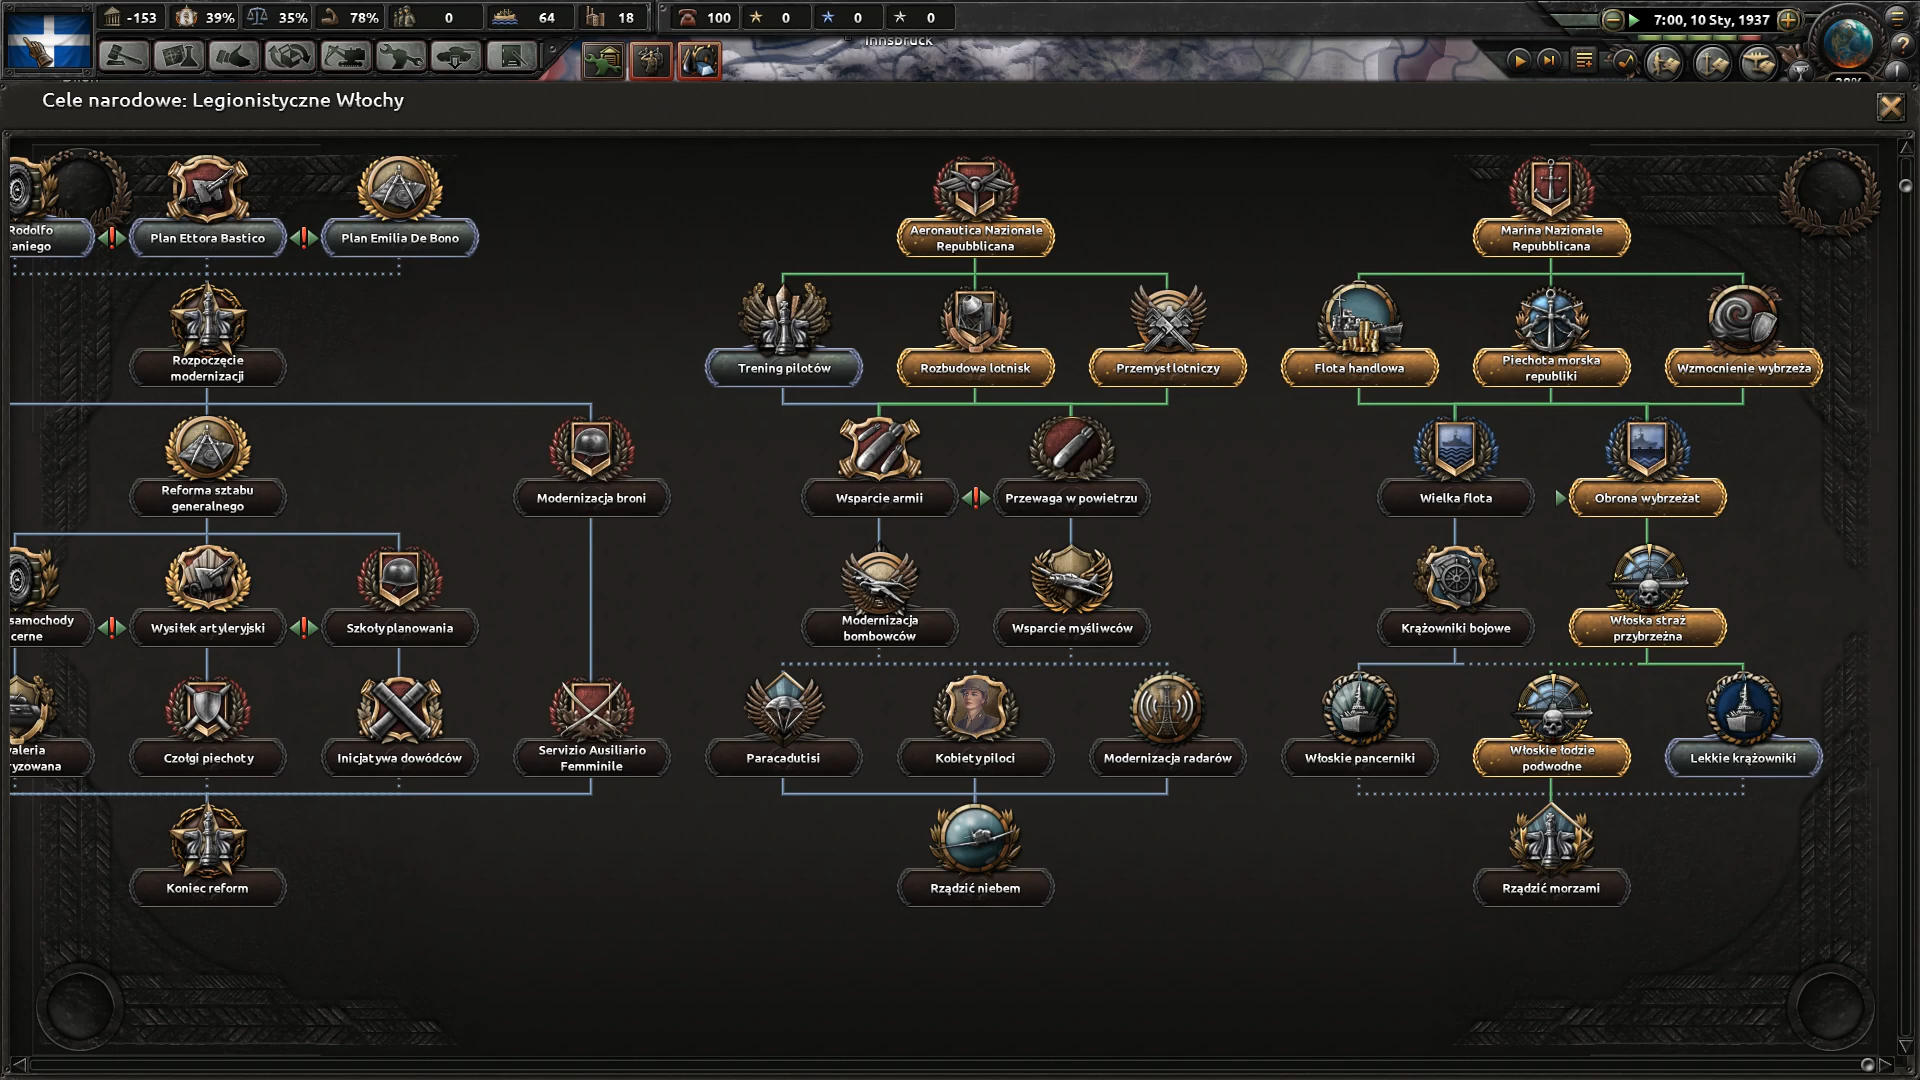 -153
39%
35%
78%
0
64
18
100
0
0
0
7:00, 10 Sty, 1937
Innsbruck
Cele narodowe: Legionistyczne Włochy
Rodolfo
Plan Ettora Bastico
Plan Emilia De Bono
Aeronautica Nazionale
Repubblicana
Marina Nazionale
Repubblicana
Rozpoczęcie
modernizacji
Trening pilotów
Rozbudowa lotnisk
Przemysł lotniczy
Flota handlowa
Piechota morska
republiki
Wzmocnienie wybrzeża
Reforma sztabu
generalnego
Modernizacja broni
Wsparcie armii
Przewaga w powietrzu
Wielka flota
Obrona wybrzeżat
samochody
Wysiłek artyleryjski
Szkoły planowania
Modernizacja
bombowców
Wsparcie myśliwców
Krążowniki bojowe
Włoska straż
przybrzeżna
Czołgi piechoty
Inicjatywa dowódców
Servizio Ausiliario
Femminile
Paracadutisi
Kobiety piloci
Modernizacja radarów
Włoskie pancerniki
Włoskie łodzie
podwodne
Lekkie krążowniki
Koniec reform
Rządzić niebem
Rządzić morzami